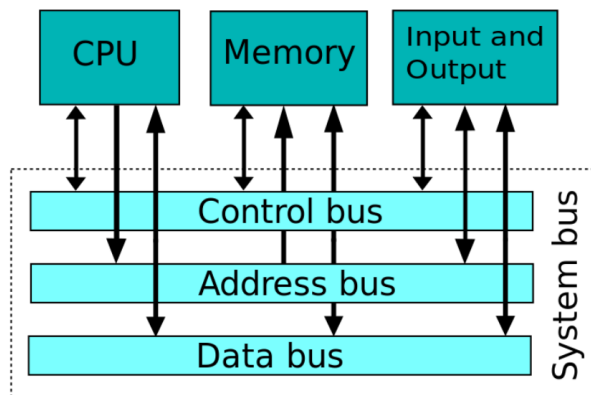 CPU
Memory
Input and
Output
Control bus
Address bus
Data bus
System bus